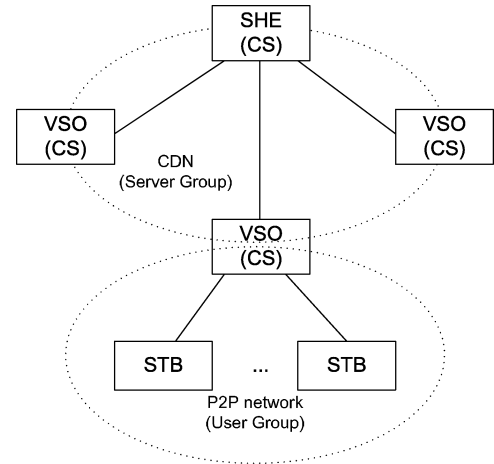 SHE
(CS)
VSO
(CS)
VSO
(CS)
CDN
(Server Group)
VSO
(CS)
STB
...
STB
P2P network
(User Group)